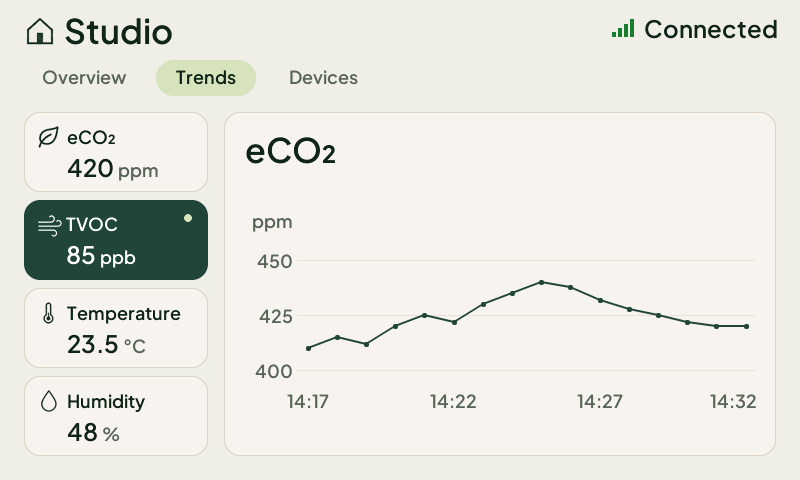 Studio
Connected
Overview
Trends
Devices
eCO₂
420 ppm
TVOC
85 ppb
Temperature
23.5 °C
Humidity
48 %
eCO₂
ppm
450
425
400
14:17
14:22
14:27
14:32